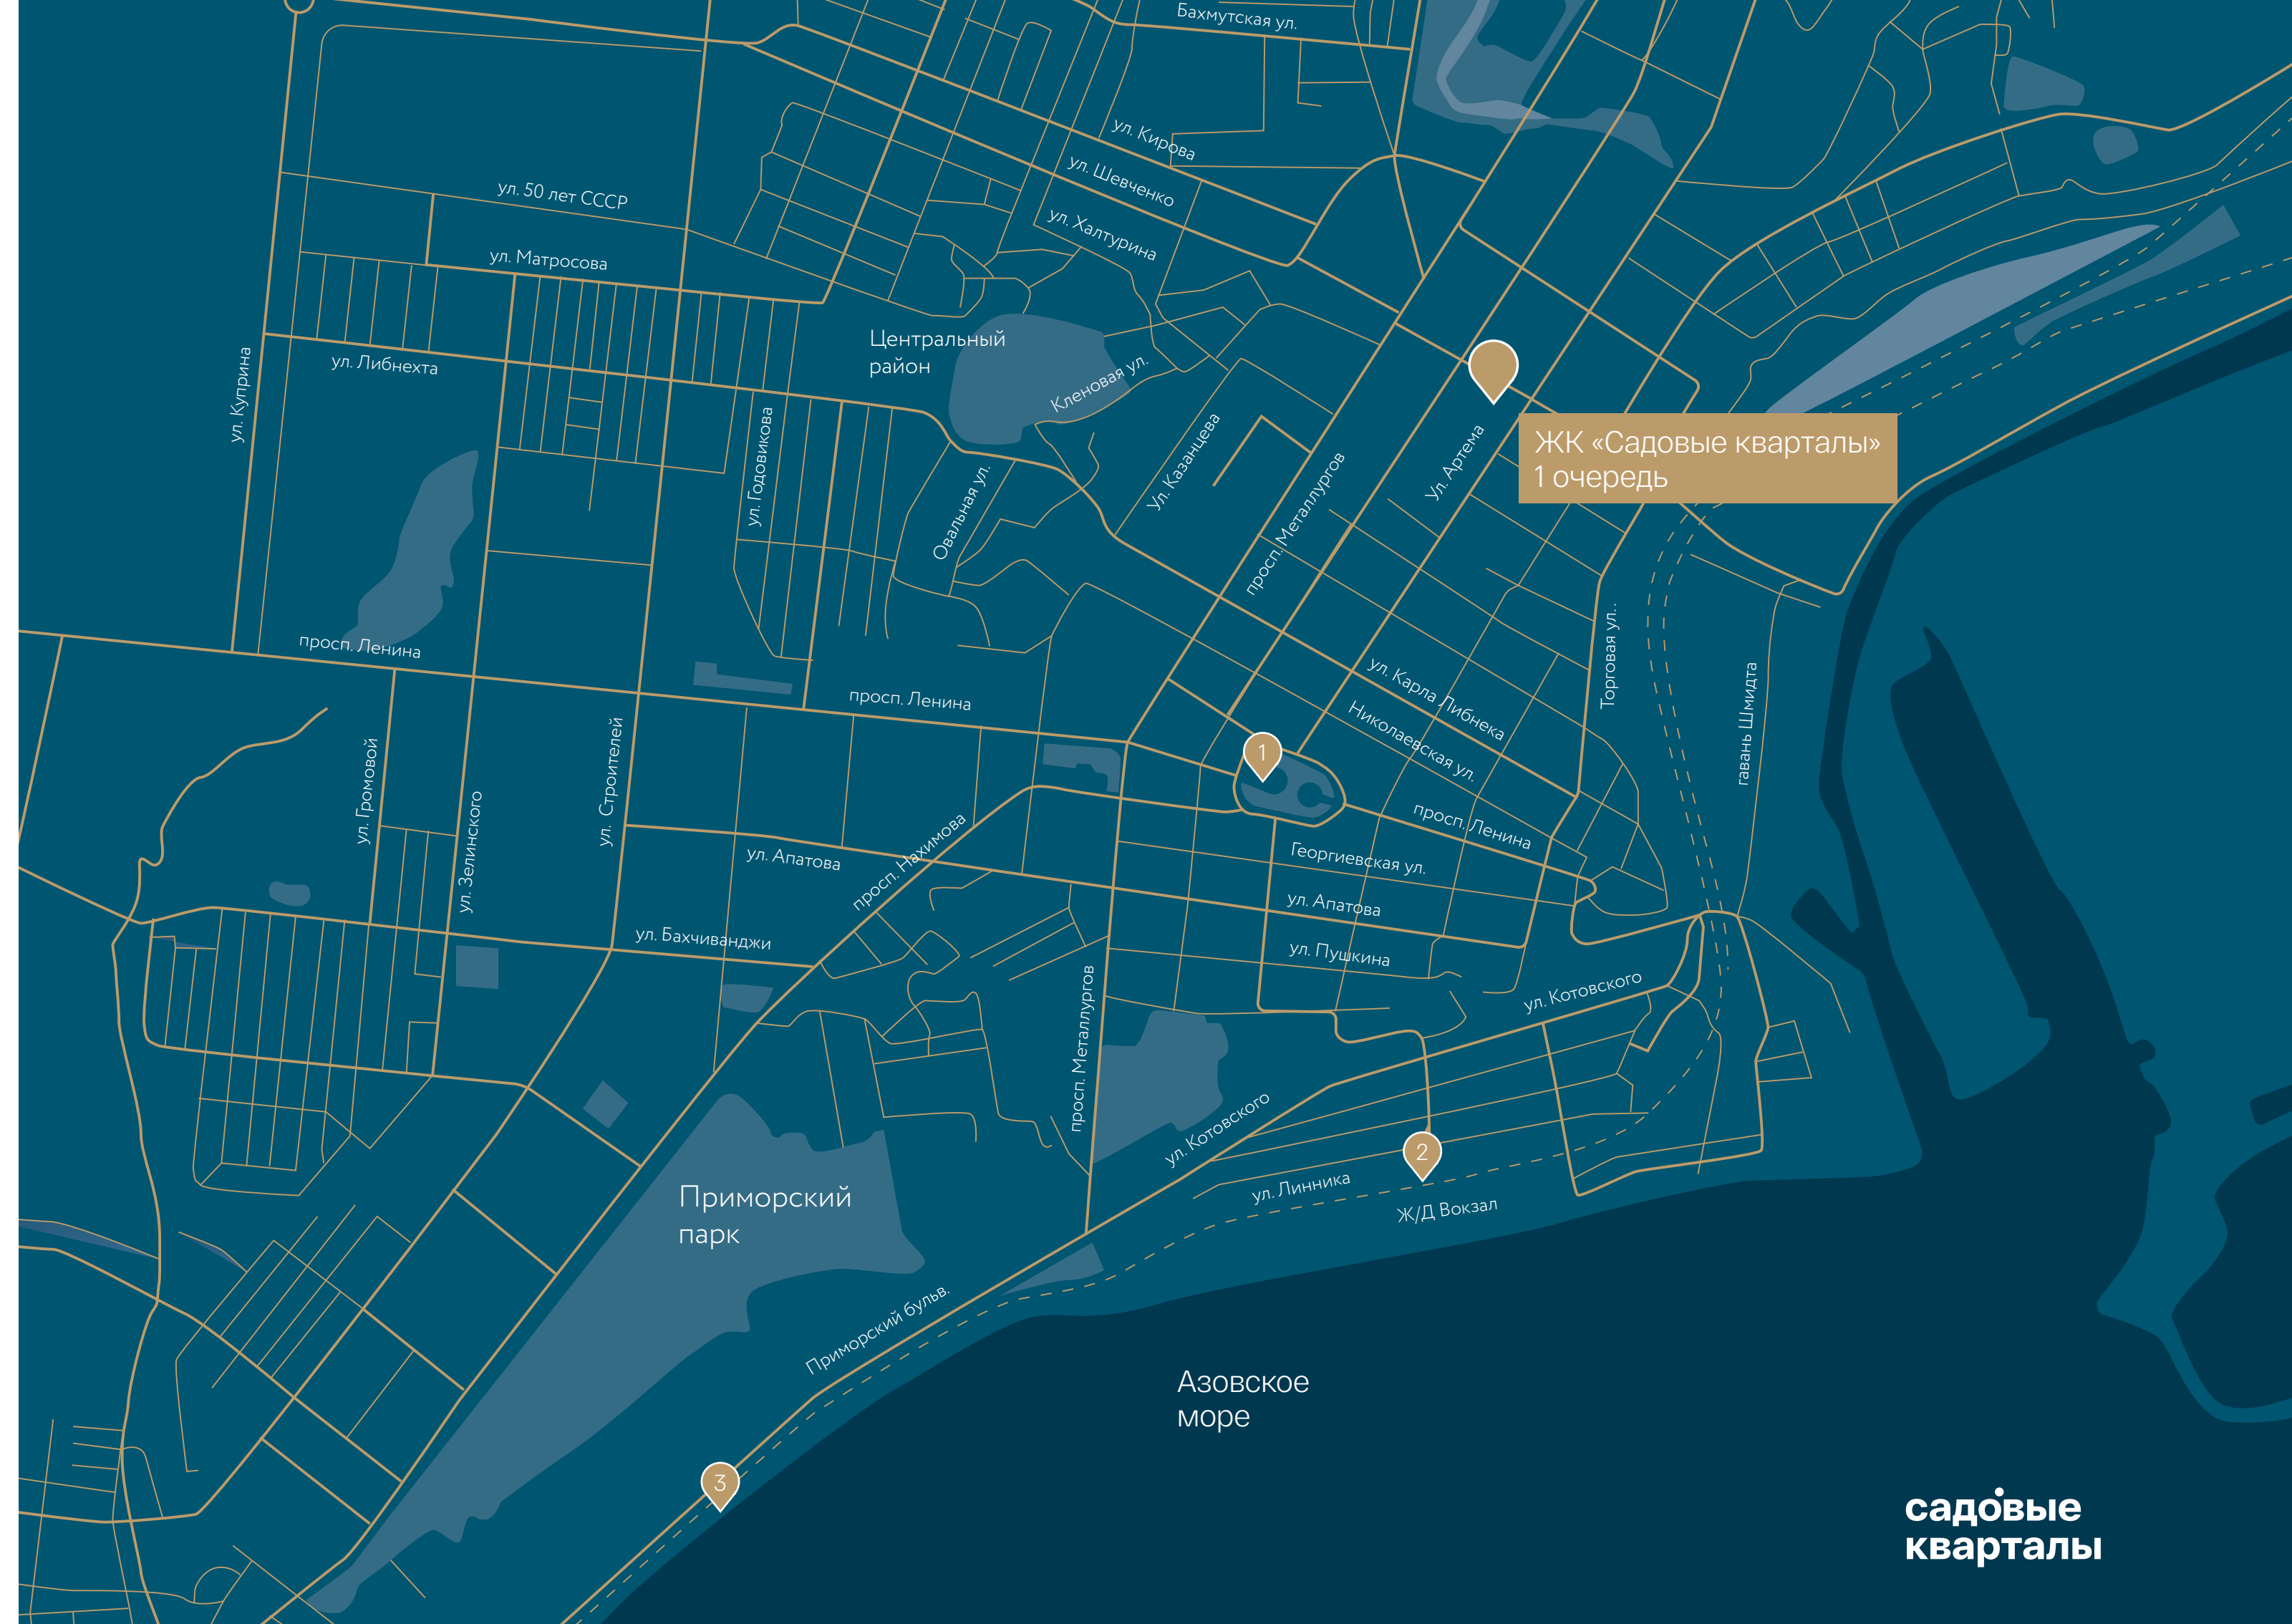 Бахмутская ул.
ул. Кирова
ул. Шевченко
ул. 50 лет СССР
ул. Халтурина
ул. Матросова
Центральный
район
ул. Либнехта
ул. Куприна
Кленовая ул.
ул. Годовикова
Овальная ул.
Ул. Казанцева
просп. Металлургов
Ул. Артема
ЖК «Садовые кварталы»
1 очередь
просп. Ленина
просп. Ленина
ул. Карла Либнека
Николаевская ул.
Торговая ул..
гавань Шмидта
1
ул. Громовой
ул. Зелинского
ул. Строителей
ул. Апатова
просп. Нахимова
просп. Ленина
Георгиевская ул.
ул. Апатова
ул. Бахчиванджи
ул. Пушкина
просп. Металлургов
ул. Котовского
ул. Котовского
2
ул. Линника
Ж/Д Вокзал
Приморский
парк
Приморский бульв.
Азовское
море
3
садовые
кварталы